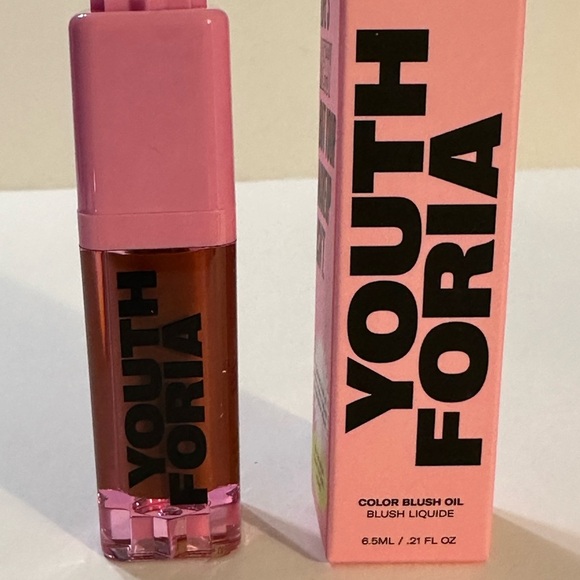 YOUTH
FORIA
YOUTH
FORIA
COLOR BLUSH OIL
BLUSH LIQUIDE
6.5ML / .21 FL OZ